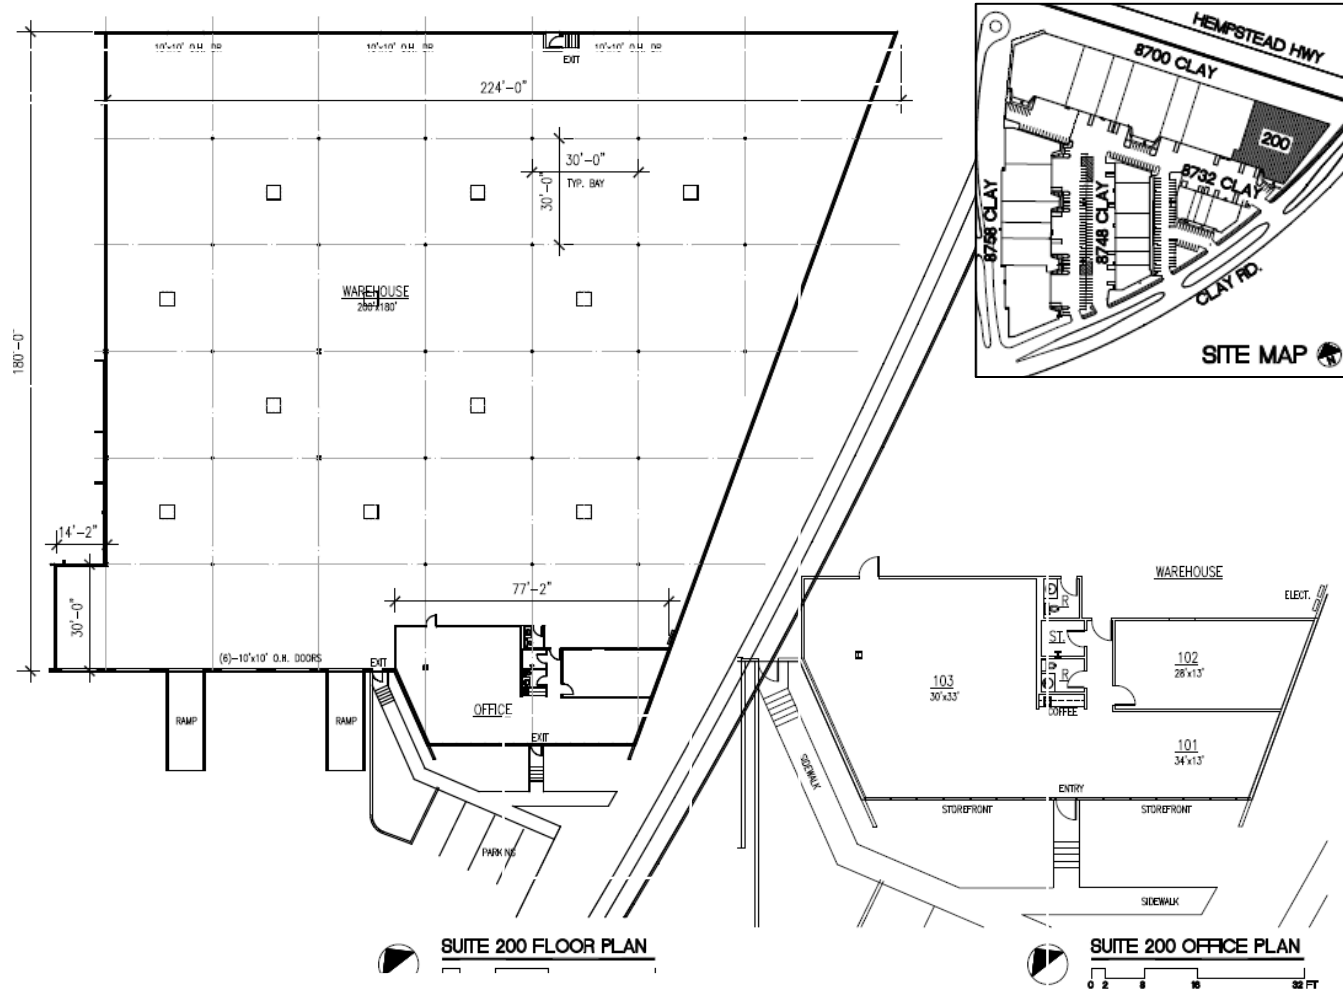 10'x10' O.H. DR
10'x10' O.H. DR
10'x10' O.H. DR
EXIT
224'-0"
30'-0"
TYP. BAY
30'-0"
180'-0"
WAREHOUSE
200'x180'
14'-2"
30'-0"
77'-2"
(6)-10'x10' O.H. DOORS
EXIT
RAMP
RAMP
OFFICE
EXIT
PARKING
SUITE 200 FLOOR PLAN
HEMPSTEAD HWY
8700 CLAY
200
8732 CLAY
8758 CLAY
8748 CLAY
CLAY RD.
SITE MAP
N
WAREHOUSE
ELECT.
R
ST.
R
102
28'x13'
103
30'x33'
COFFEE
101
34'x13'
ENTRY
STOREFRONT
STOREFRONT
SIDEWALK
SIDEWALK
SUITE 200 OFFICE PLAN
0 2 8 16 32 FT